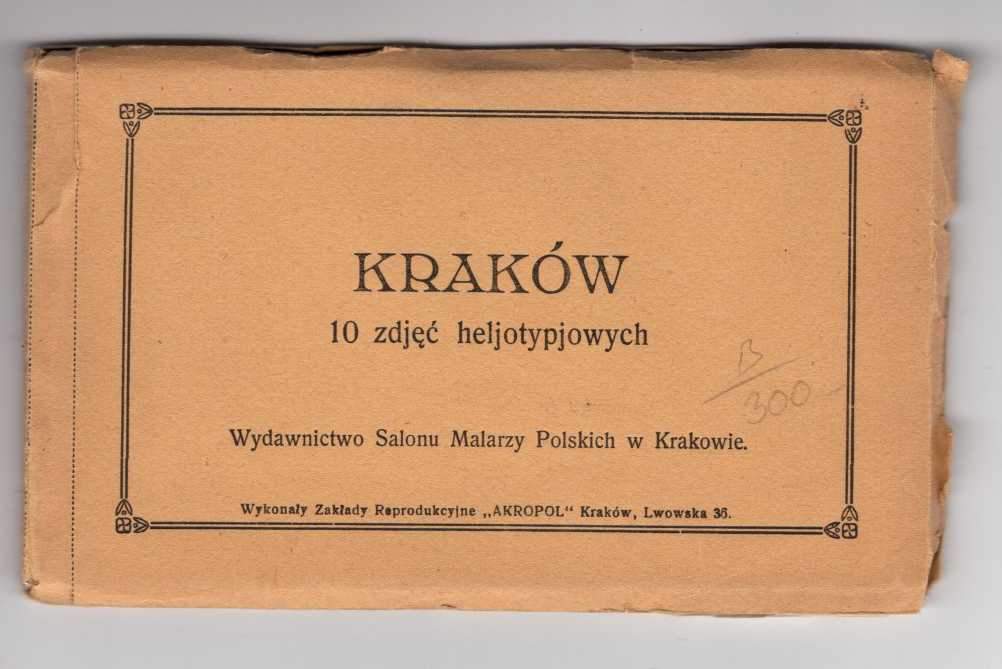 KRAKÓW
10 zdjęć heljotypjowych
B/300-
Wydawnictwo Salonu Malarzy Polskich w Krakowie.
Wykonały Zakłady Reprodukcyjne „AKROPOL“ Kraków, Lwowska 36.